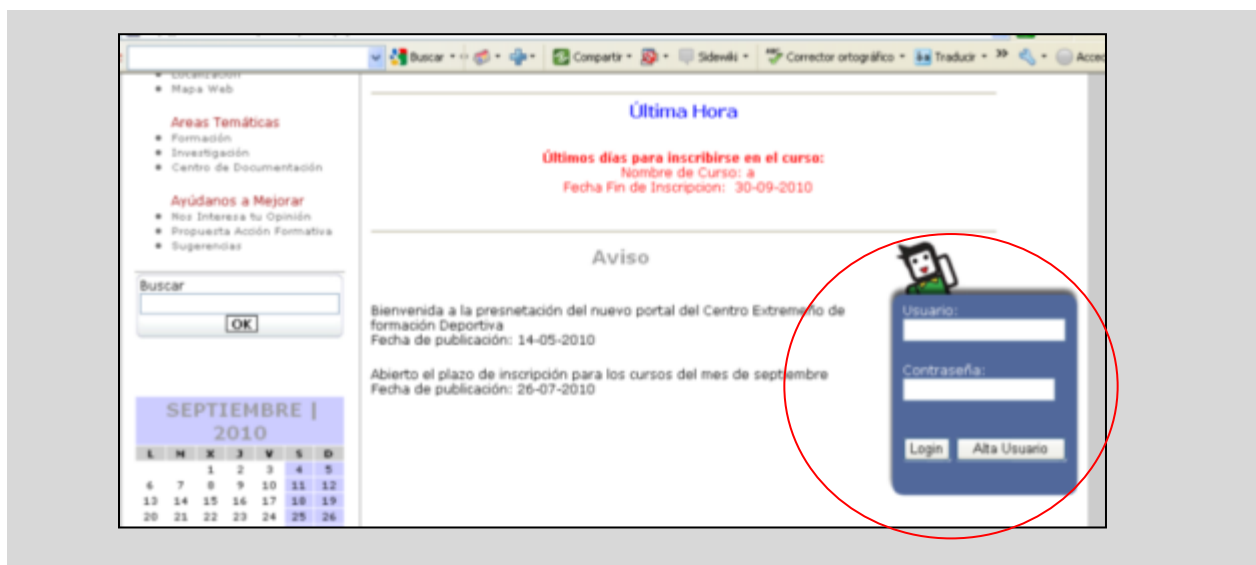 Buscar
Compartir
Sidewiki
Corrector ortográfico
Traducir
Localización
Mapa Web
Areas Temáticas
Formación
Investigación
Centro de Documentación
Ayúdanos a Mejorar
Nos Interesa tu Opinión
Propuesta Acción Formativa
Sugerencias
Buscar
OK
SEPTIEMBRE |
2010
L M X J V S D
1 2 3 4 5
6 7 8 9 10 11 12
13 14 15 16 17 18 19
20 21 22 23 24 25 26
Última Hora
Últimos días para inscribirse en el curso:
Nombre de Curso: a
Fecha Fin de Inscripcion: 30-09-2010
Aviso
Bienvenida a la presnetación del nuevo portal del Centro Extremeño de
formación Deportiva
Fecha de publicación: 14-05-2010
Abierto el plazo de inscripción para los cursos del mes de septiembre
Fecha de publicación: 26-07-2010
Usuario:
Contraseña:
Login Alta Usuario